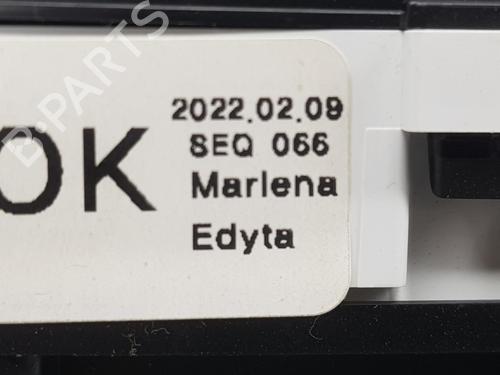 OK
2022.02.09
SEQ 066
Marlena
Edyta
B-PARTS